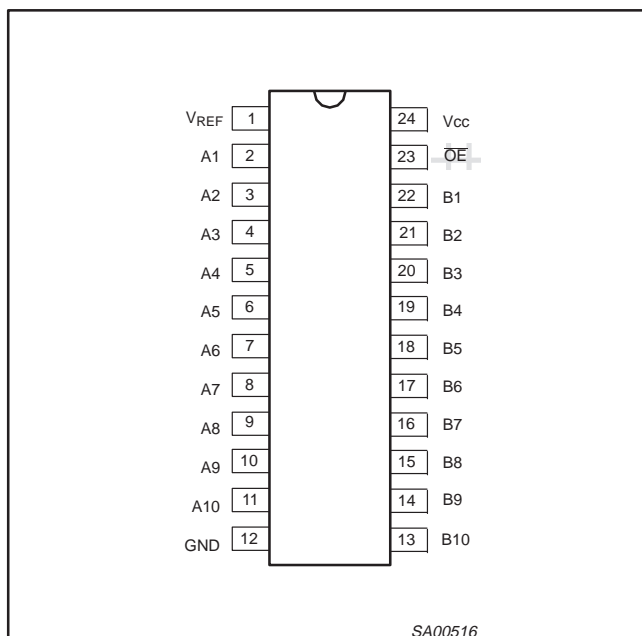 VREF 1 24 Vcc
A1 2 23 O̅E̅
A2 3 22 B1
A3 4 21 B2
A4 5 20 B3
A5 6 19 B4
A6 7 18 B5
A7 8 17 B6
A8 9 16 B7
A9 10 15 B8
A10 11 14 B9
GND 12 13 B10
SA00516